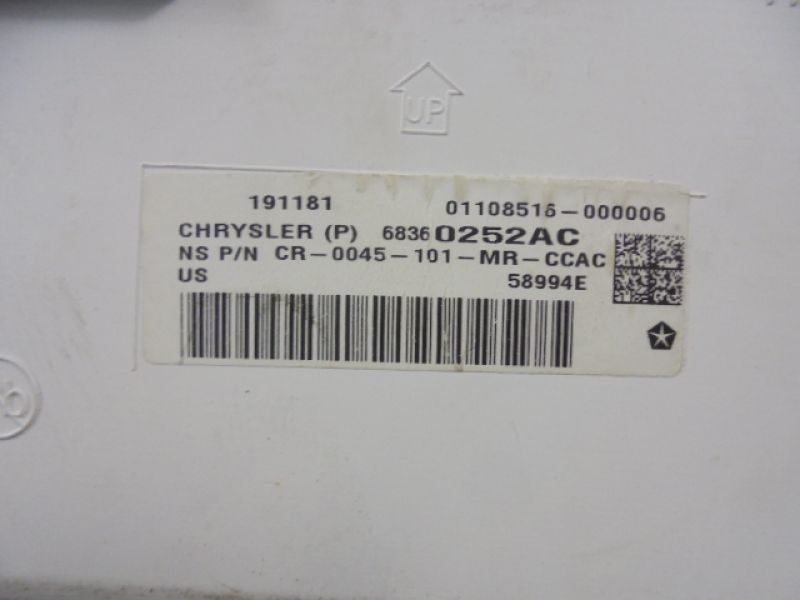 UP
191181 01108516-000006
CHRYSLER (P) 68360252AC
NS P/N CR-0045-101-MR-CCAC
US 58994E